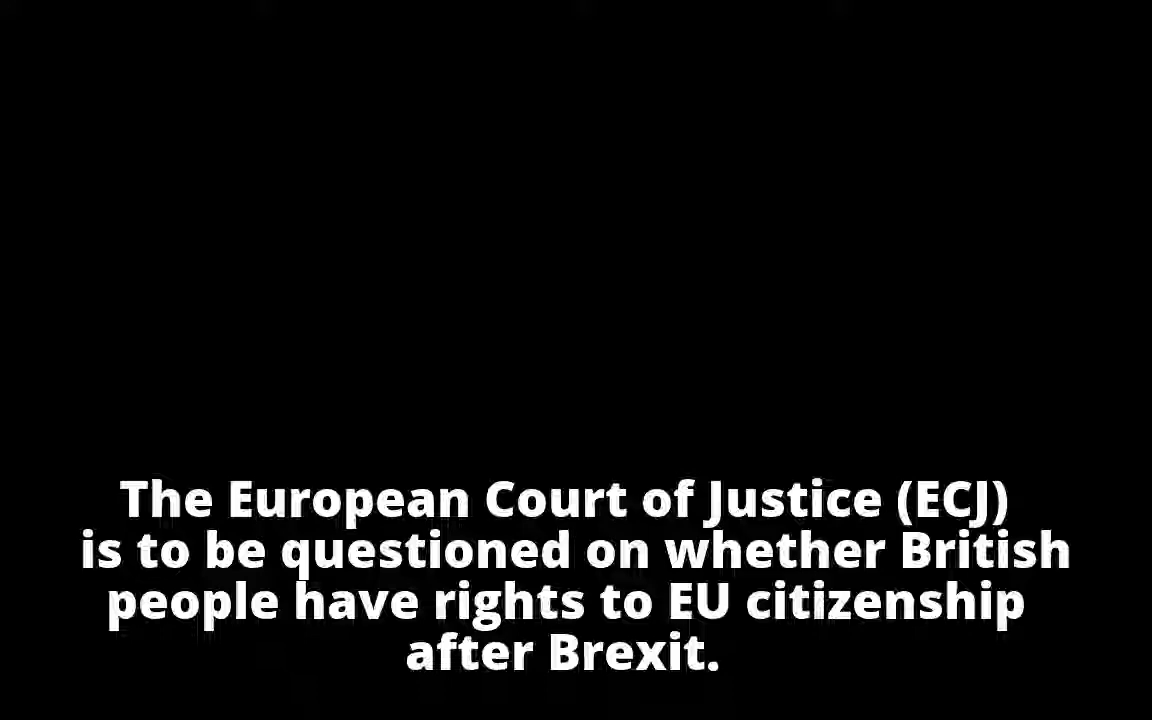 The European Court of Justice (ECJ)
is to be questioned on whether British
people have rights to EU citizenship
after Brexit.